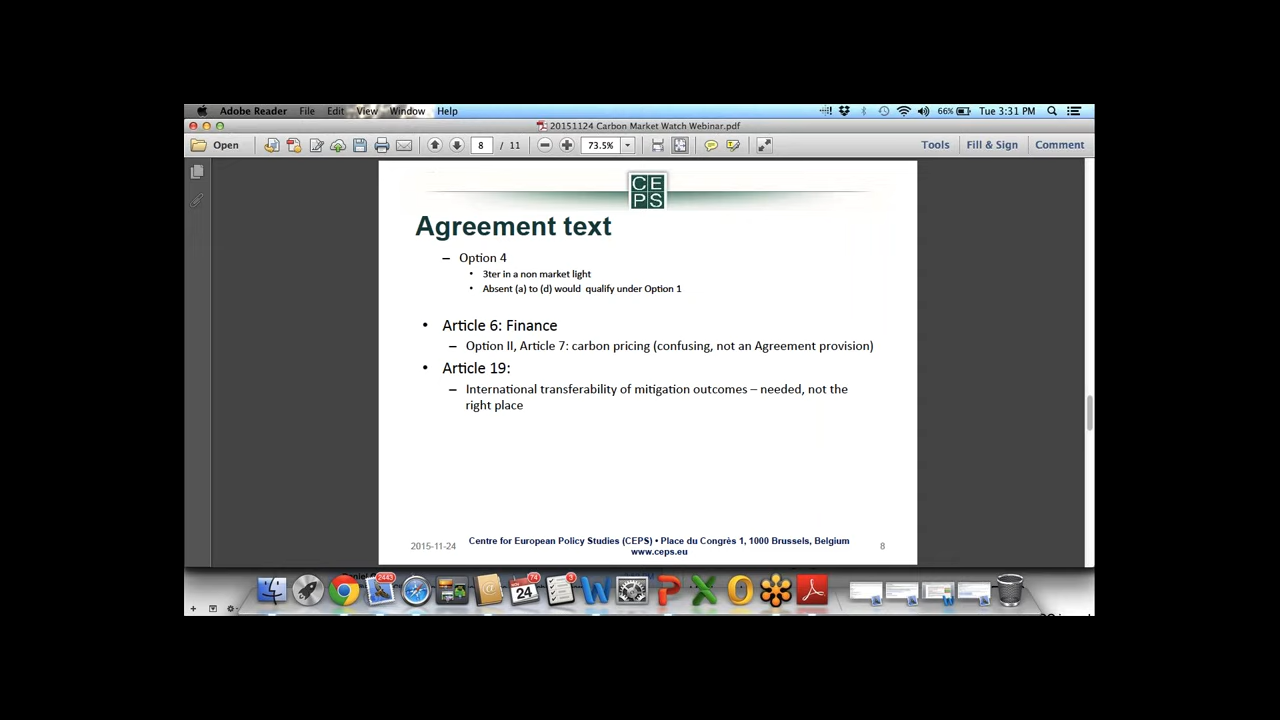 Adobe Reader File Edit View Window Help 66% Tue 3:31 PM
20151124 Carbon Market Watch Webinar.pdf
Open 8 / 11 73.5% Tools Fill & Sign Comment
CE
PS
Agreement text
– Option 4
• 3ter in a non market light
• Absent (a) to (d) would qualify under Option 1
• Article 6: Finance
– Option II, Article 7: carbon pricing (confusing, not an Agreement provision)
• Article 19:
– International transferability of mitigation outcomes – needed, not the
right place
2015-11-24 Centre for European Policy Studies (CEPS) • Place du Congrès 1, 1000 Brussels, Belgium 8
www.ceps.eu
2443 74 3
24